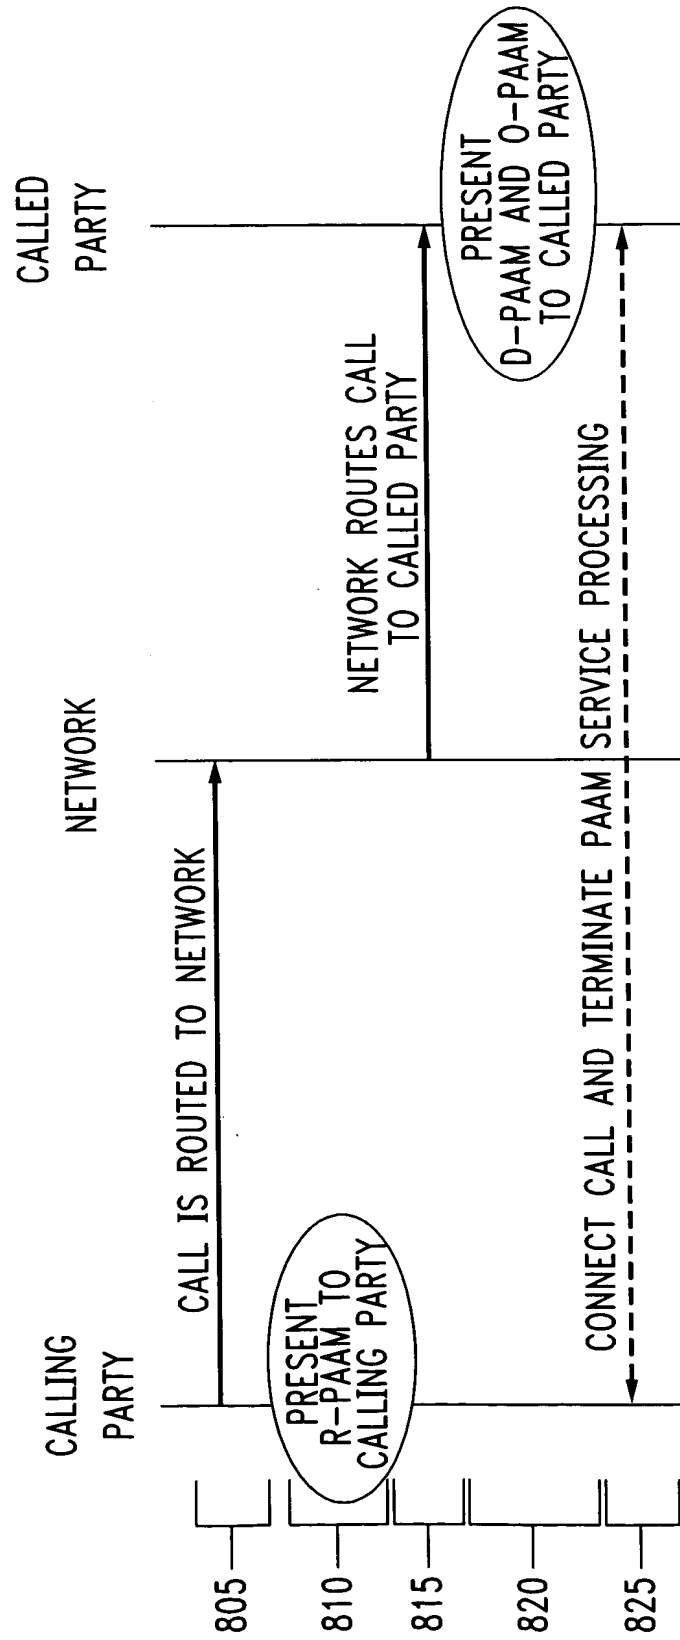 CALLING
PARTY
NETWORK
CALLED
PARTY
805
CALL IS ROUTED TO NETWORK
810
PRESENT
R-PAAM TO
CALLING PARTY
815
NETWORK ROUTES CALL
TO CALLED PARTY
820
PRESENT
D-PAAM AND O-PAAM
TO CALLED PARTY
825
CONNECT CALL AND TERMINATE PAAM SERVICE PROCESSING